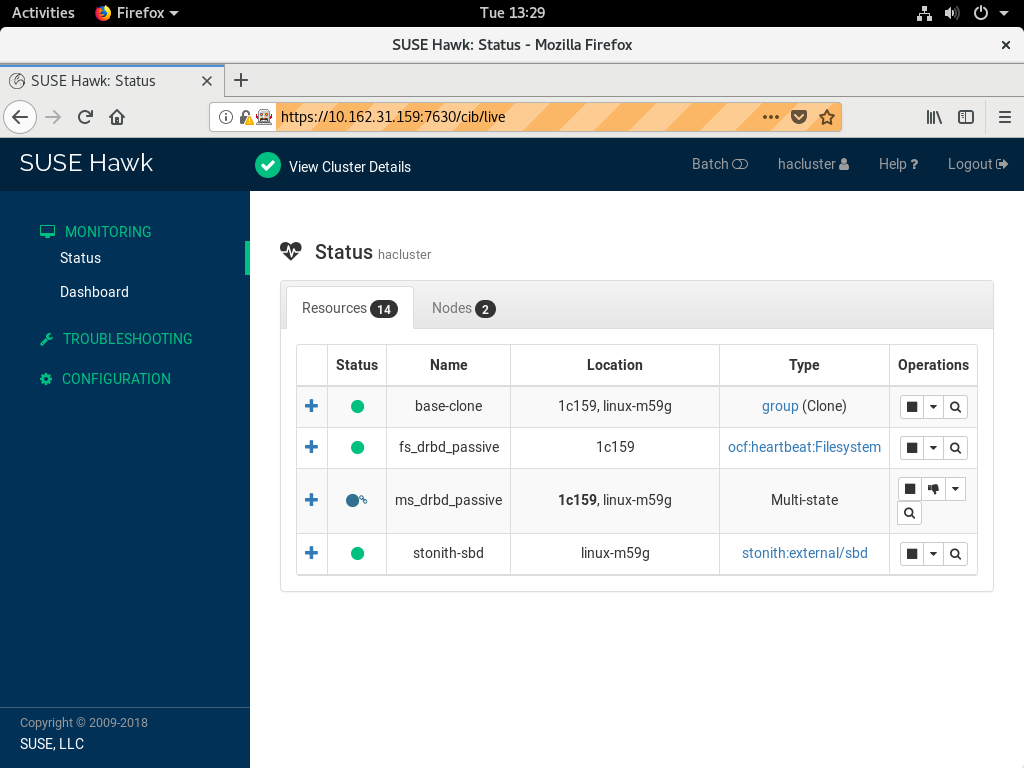 Activities Firefox Tue 13:29
SUSE Hawk: Status - Mozilla Firefox
SUSE Hawk: Status
https://10.162.31.159:7630/cib/live
SUSE Hawk View Cluster Details Batch hacluster Help ? Logout
MONITORING
Status
Dashboard
TROUBLESHOOTING
CONFIGURATION
Status hacluster
Resources 14 Nodes 2
Status Name Location Type Operations
base-clone 1c159, linux-m59g group (Clone)
fs_drbd_passive 1c159 ocf:heartbeat:Filesystem
ms_drbd_passive 1c159, linux-m59g Multi-state
stonith-sbd linux-m59g stonith:external/sbd
Copyright © 2009-2018
SUSE, LLC